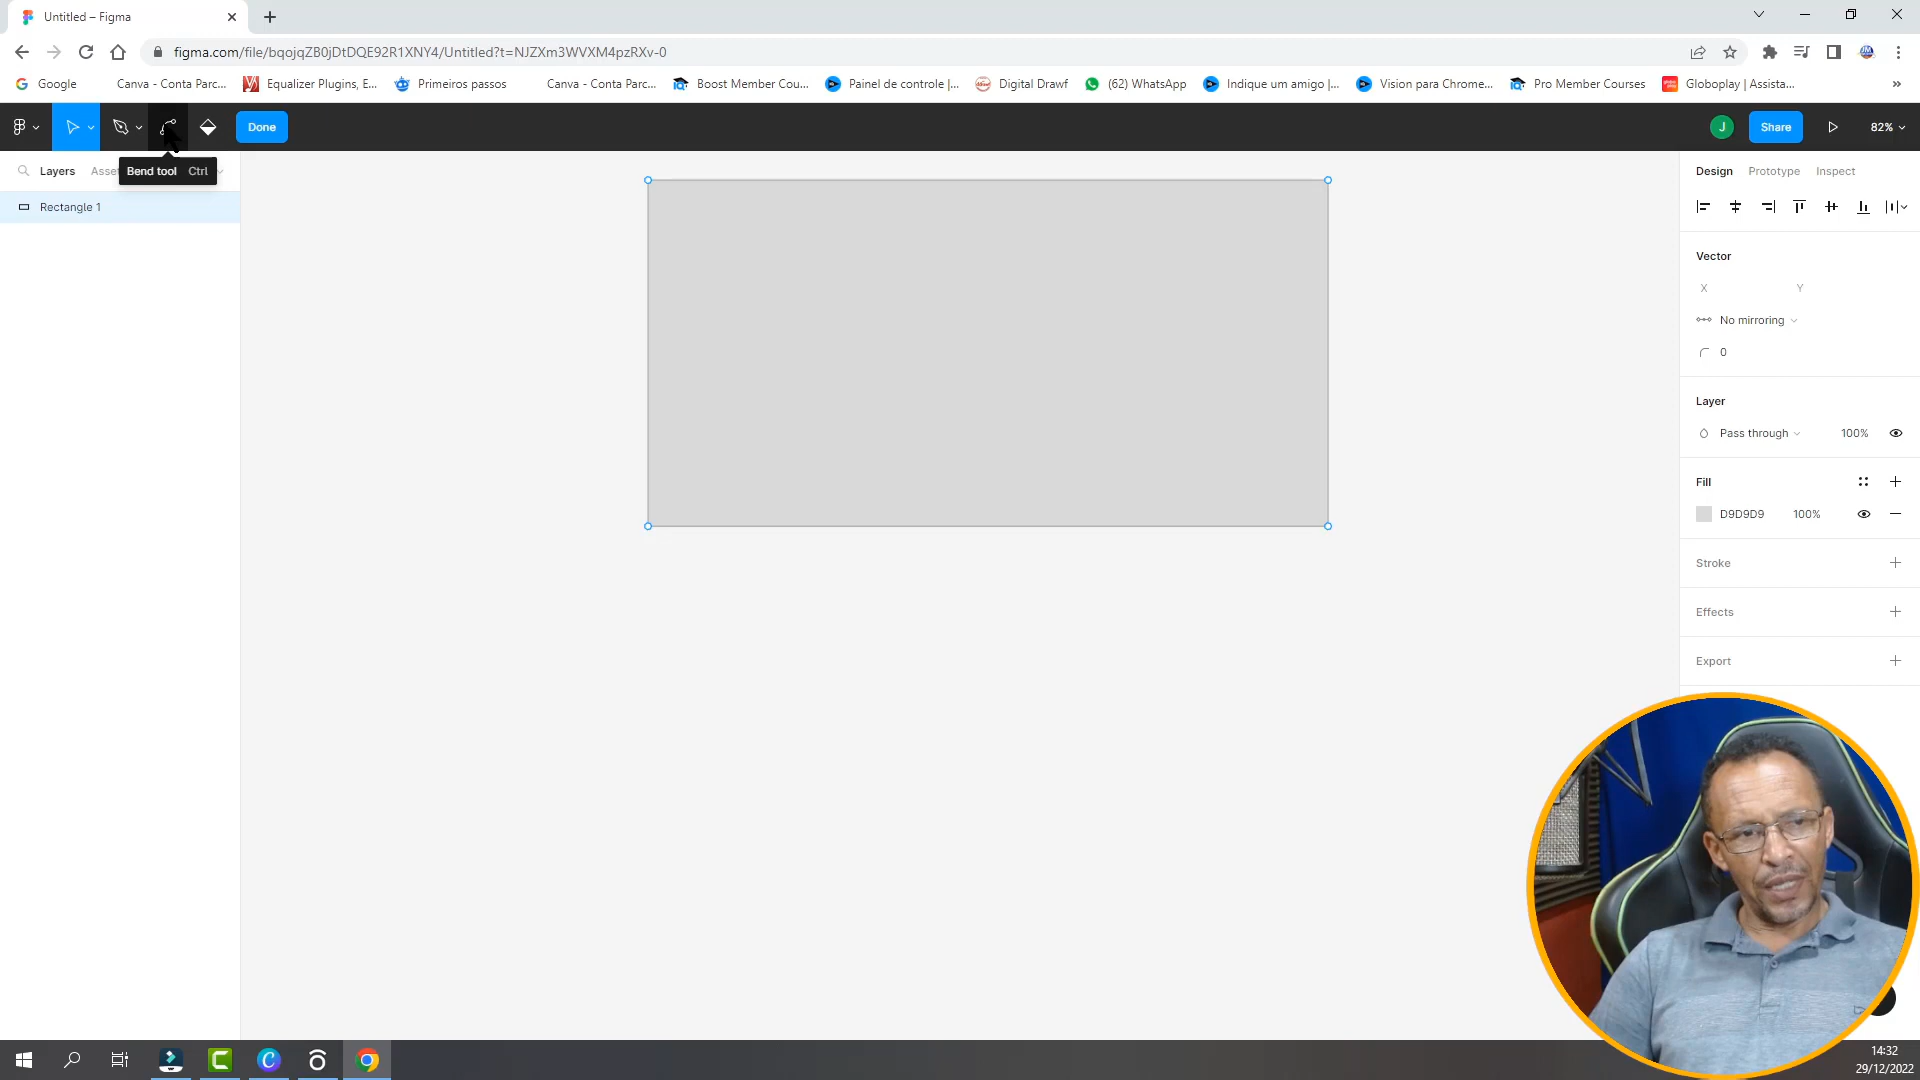 Untitled – Figma
figma.com/file/bqojqZB0jDtDQE92R1XNY4/Untitled?t=NJZXm3WVXM4pzRXv-0
Google Canva - Conta Parc... Equalizer Plugins, E... Primeiros passos Canva - Conta Parc... Boost Member Cou... Painel de controle |... Digital Drawf (62) WhatsApp Indique um amigo |... Vision para Chrome... Pro Member Courses Globoplay | Assista... »
Done J Share 82%
Layers Asset
Bend tool Ctrl
Rectangle 1
Design Prototype Inspect
Vector
X Y
No mirroring
0
Layer
Pass through 100%
Fill
D9D9D9 100%
Stroke
Effects
Export
14:32
29/12/2022